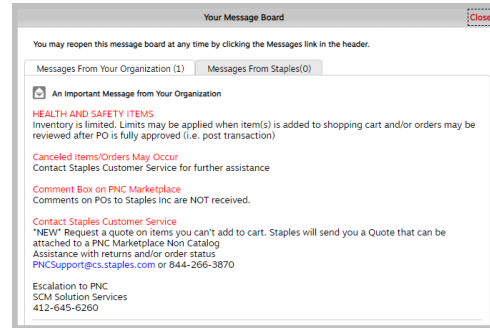 Your Message Board
Close
You may reopen this message board at any time by clicking the Messages link in the header.
Messages From Your Organization (1)
Messages From Staples(0)
An Important Message from Your Organization
HEALTH AND SAFETY ITEMS
Inventory is limited. Limits may be applied when item(s) is added to shopping cart and/or orders may be
reviewed after PO is fully approved (i.e. post transaction)
Canceled Items/Orders May Occur
Contact Staples Customer Service for further assistance
Comment Box on PNC Marketplace
Comments on POs to Staples Inc are NOT received.
Contact Staples Customer Service
*NEW* Request a quote on items you can't add to cart. Staples will send you a Quote that can be
attached to a PNC Marketplace Non Catalog
Assistance with returns and/or order status
PNCSupport@cs.staples.com or 844-266-3870
Escalation to PNC
SCM Solution Services
412-645-6260